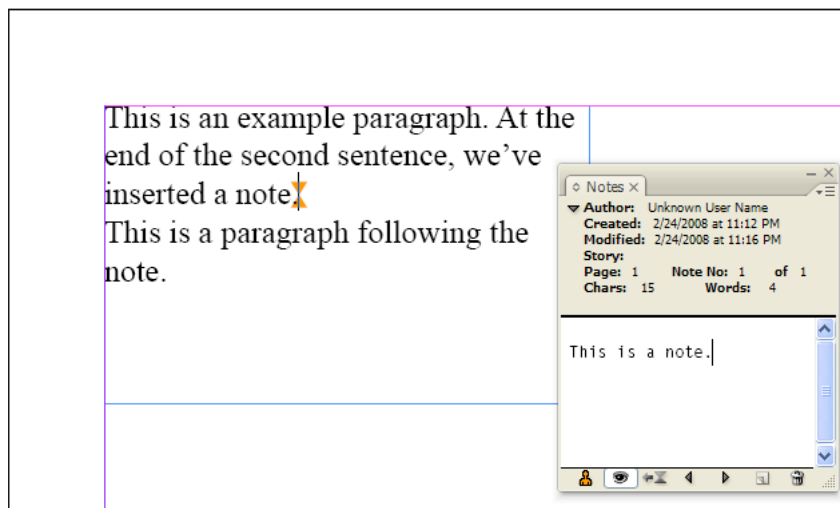 This is an example paragraph. At the
end of the second sentence, we’ve
inserted a note.
This is a paragraph following the
note.
Notes
Author: Unknown User Name
Created: 2/24/2008 at 11:12 PM
Modified: 2/24/2008 at 11:16 PM
Story:
Page: 1 Note No: 1 of 1
Chars: 15 Words: 4
This is a note.